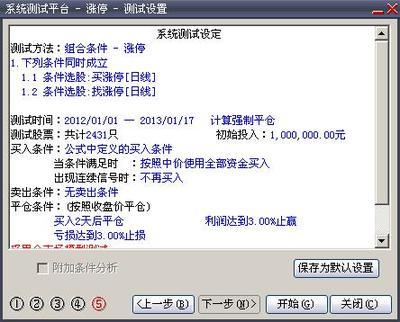 系统测试平台 - 涨停 - 测试设置
系统测试设定
测试方法：组合条件 - 涨停
1.下列条件同时成立
1.1 条件选股:买涨停[日线]
1.2 条件选股:找涨停[日线]
测试时间：2012/01/01 — 2013/01/17 计算强制平仓
测试股票：共计2431只 初始投入：1,000,000.00元
买入条件：公式中定义的买入条件
当条件满足时 ：按照中价使用全部资金买入
出现连续信号时：不再买入
卖出条件：无卖出条件
平仓条件：(按照收盘价平仓)
买入2天后平仓 利润达到3.00%止赢
亏损达到3.00%止损
附加条件分析
保存为默认设置
① ② ③ ④ ⑤
<上一步(B) 下一步(N)> 开始(G) 关闭(C)